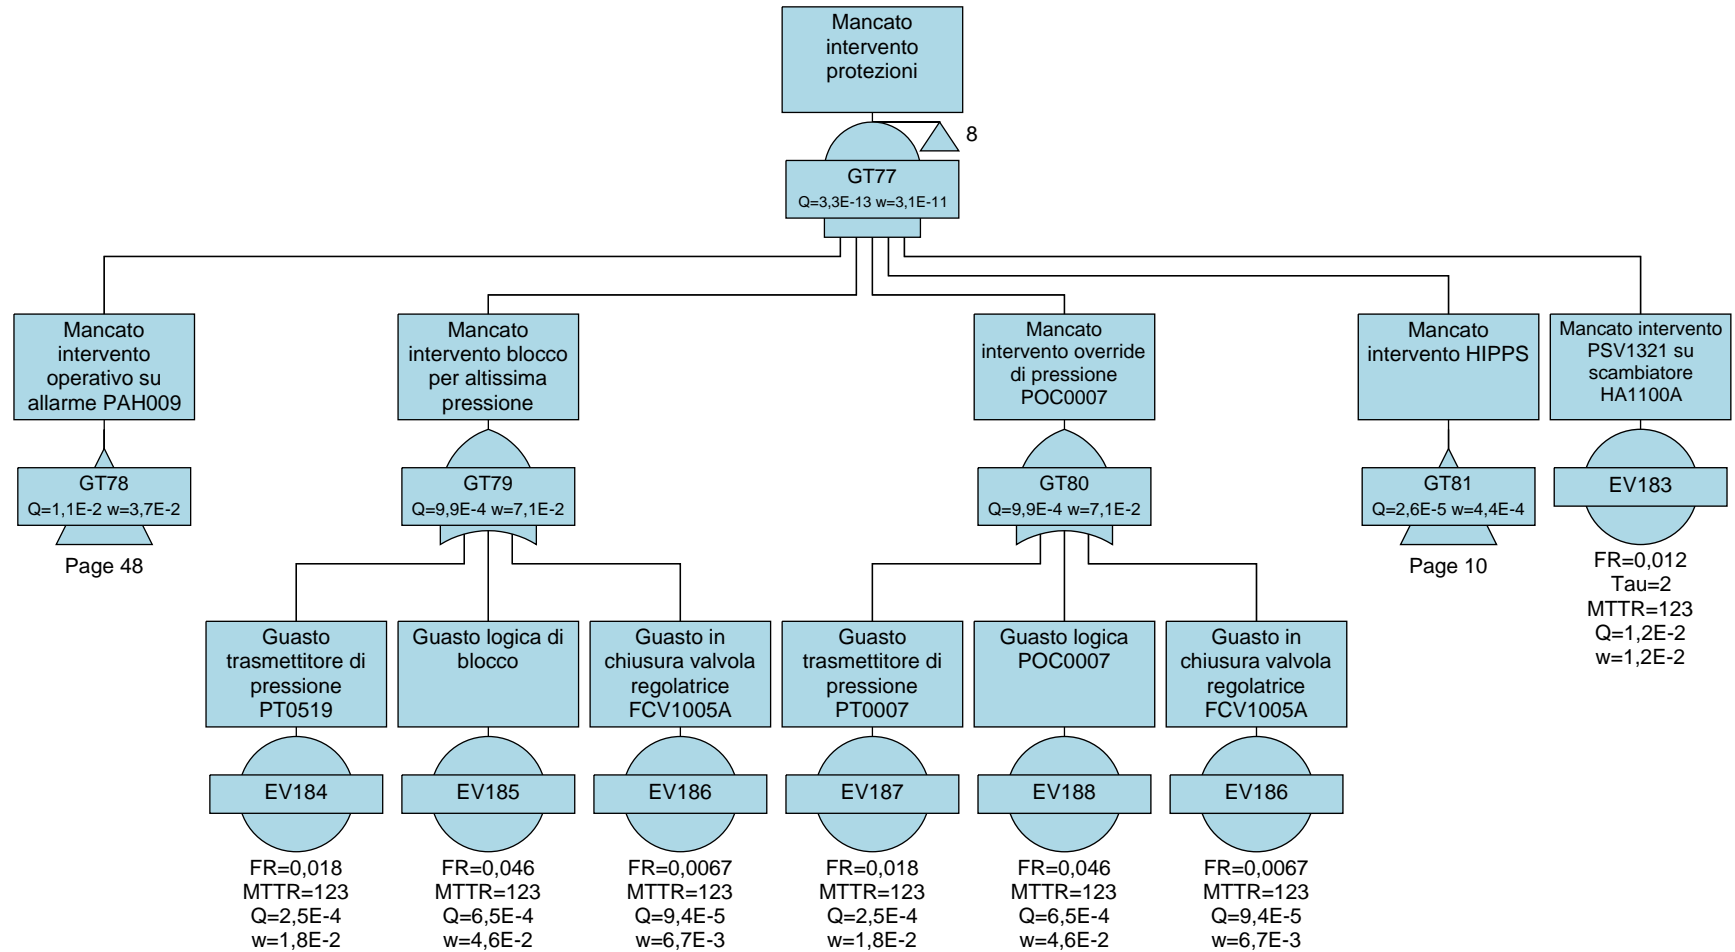 Mancato
intervento
protezioni
8
GT77
Q=3,3E-13 w=3,1E-11
Mancato
intervento
operativo su
allarme PAH009
GT78
Q=1,1E-2 w=3,7E-2
Page 48
Mancato
intervento blocco
per altissima
pressione
GT79
Q=9,9E-4 w=7,1E-2
Mancato
intervento override
di pressione
POC0007
GT80
Q=9,9E-4 w=7,1E-2
Mancato
intervento HIPPS
GT81
Q=2,6E-5 w=4,4E-4
Page 10
Mancato intervento
PSV1321 su
scambiatore
HA1100A
EV183
FR=0,012
Tau=2
MTTR=123
Q=1,2E-2
w=1,2E-2
Guasto
trasmettitore di
pressione
PT0519
EV184
FR=0,018
MTTR=123
Q=2,5E-4
w=1,8E-2
Guasto logica di
blocco
EV185
FR=0,046
MTTR=123
Q=6,5E-4
w=4,6E-2
Guasto in
chiusura valvola
regolatrice
FCV1005A
EV186
FR=0,0067
MTTR=123
Q=9,4E-5
w=6,7E-3
Guasto
trasmettitore di
pressione
PT0007
EV187
FR=0,018
MTTR=123
Q=2,5E-4
w=1,8E-2
Guasto logica
POC0007
EV188
FR=0,046
MTTR=123
Q=6,5E-4
w=4,6E-2
Guasto in
chiusura valvola
regolatrice
FCV1005A
EV186
FR=0,0067
MTTR=123
Q=9,4E-5
w=6,7E-3